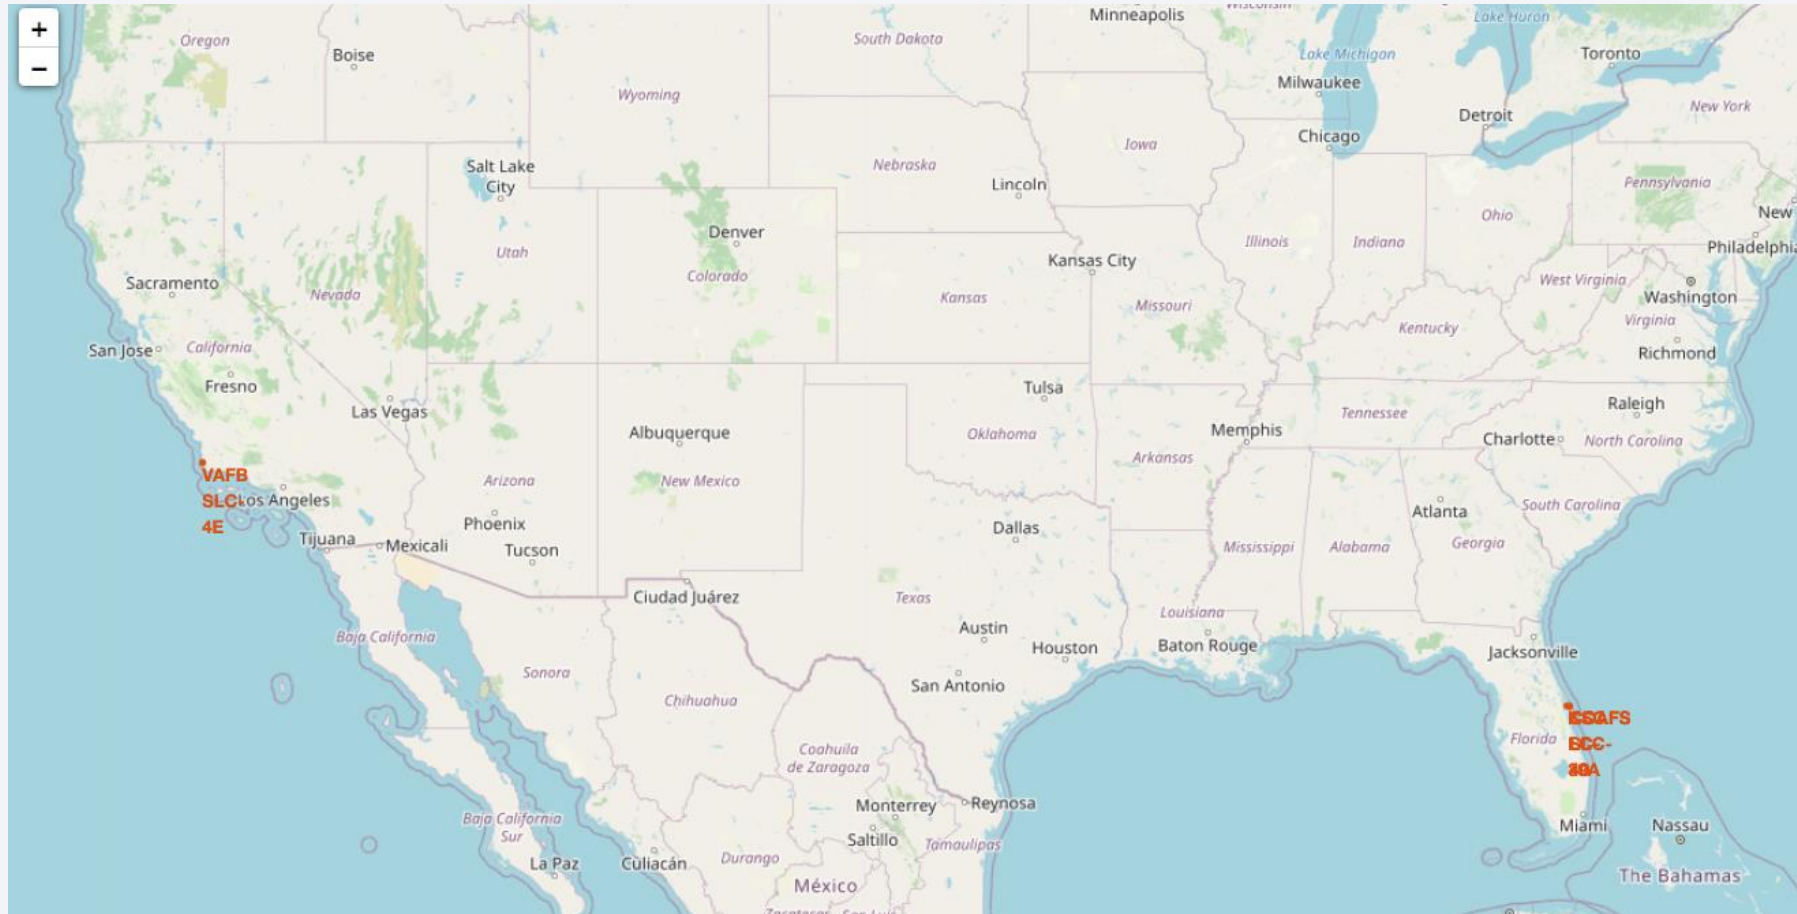 +
−
Oregon
Boise
Wyoming
South Dakota
Minneapolis
Lake Michigan
Lake Huron
Toronto
Milwaukee
Detroit
New York
Chicago
Iowa
Nebraska
Salt Lake
City
Lincoln
Pennsylvania
Ohio
New
Philadelphia
Denver
Utah
Colorado
Illinois
Indiana
Kansas City
West Virginia
Washington
Sacramento
Nevada
Kansas
Missouri
Virginia
Kentucky
San Jose
California
Richmond
Fresno
Las Vegas
Tulsa
Raleigh
Tennessee
Albuquerque
Oklahoma
Memphis
Charlotte
North Carolina
Arkansas
VAFB
SLC-
4E
Los Angeles
Arizona
New Mexico
South Carolina
Atlanta
Phoenix
Dallas
Tijuana
Mexicali
Tucson
Mississippi
Alabama
Georgia
Ciudad Juárez
Texas
Louisiana
Austin
Baja California
Houston
Baton Rouge
Jacksonville
Sonora
San Antonio
Chihuahua
Florida
Coahuila
de Zaragoza
Monterrey
Reynosa
Baja California
Sur
Saltillo
Tamaulipas
Miami
Nassau
La Paz
Culiacán
Durango
México
The Bahamas